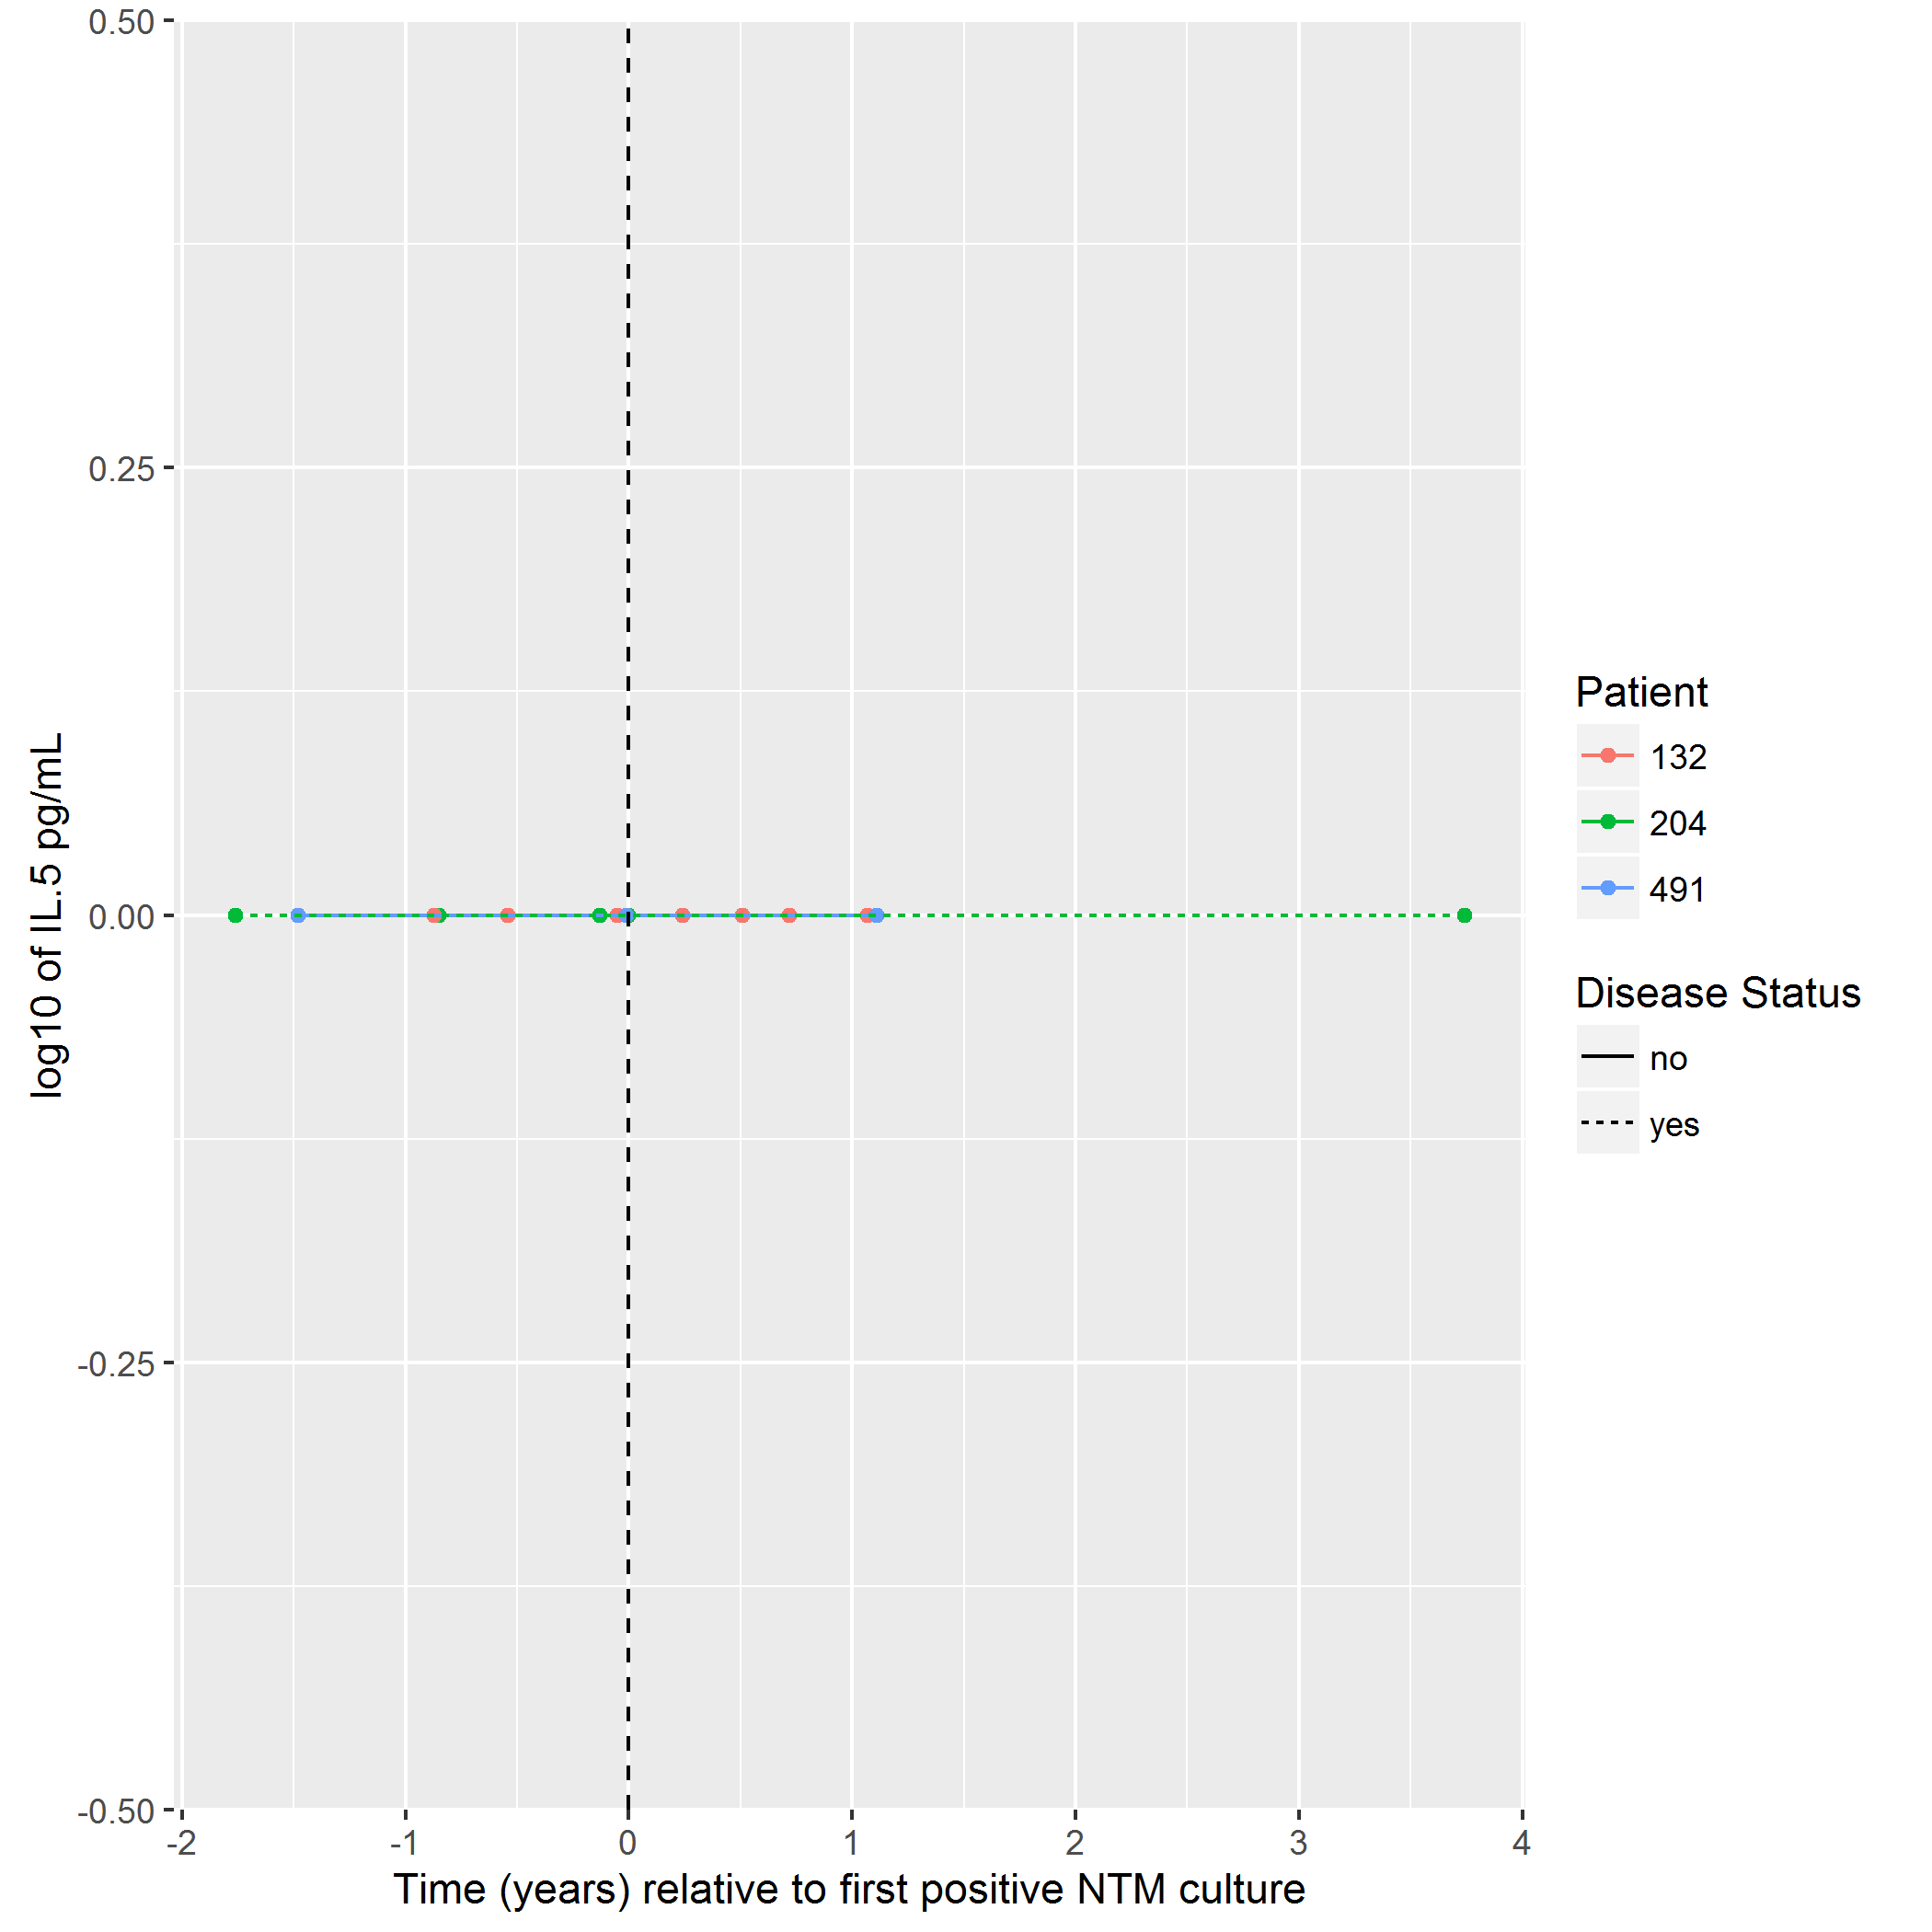 0.50
0.25
0.00
-0.25
-0.50
log10 of IL.5 pg/mL
-2 -1 0 1 2 3 4
Time (years) relative to first positive NTM culture
Patient
132
204
491
Disease Status
no
yes